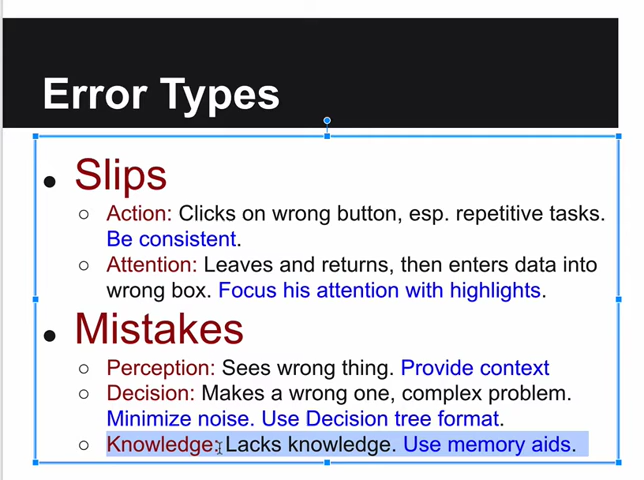 Error Types
● Slips
○ Action: Clicks on wrong button, esp. repetitive tasks.
Be consistent.
○ Attention: Leaves and returns, then enters data into
wrong box. Focus his attention with highlights.
● Mistakes
○ Perception: Sees wrong thing. Provide context
○ Decision: Makes a wrong one, complex problem.
Minimize noise. Use Decision tree format.
○ Knowledge: Lacks knowledge. Use memory aids.